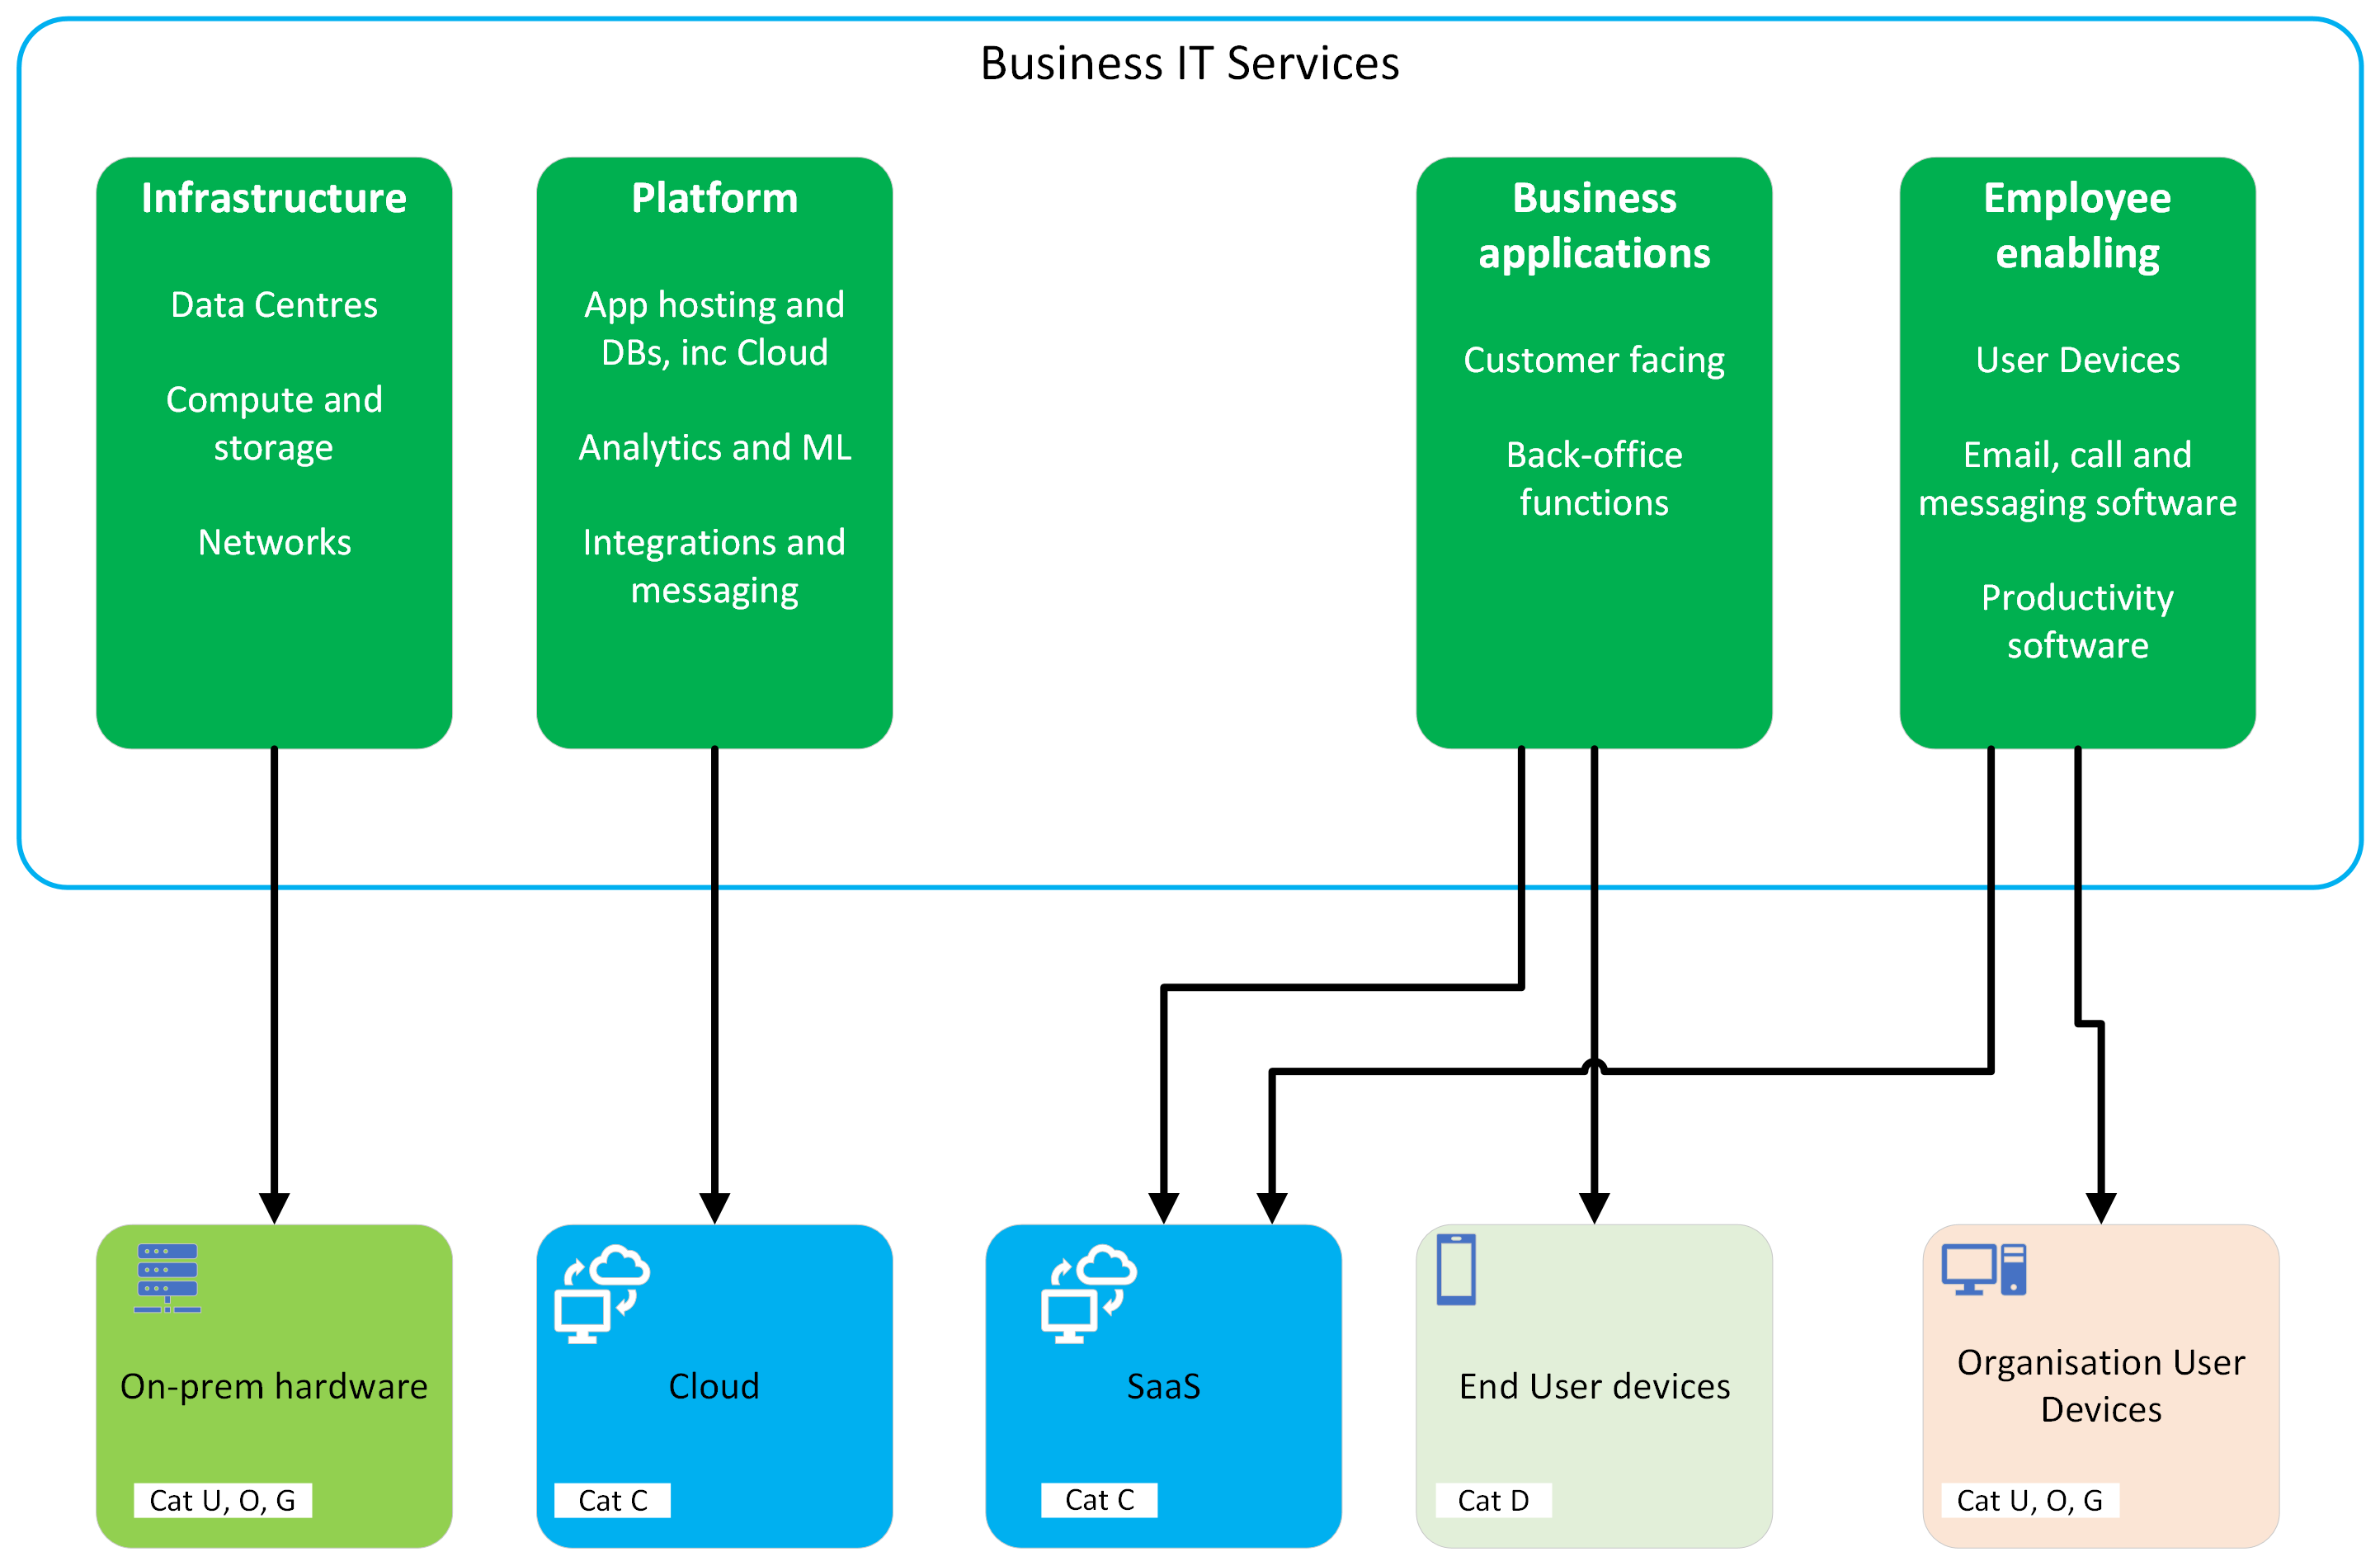 Business IT Services
Infrastructure
Data Centres
Compute and
storage
Networks
Platform
App hosting and
DBs, inc Cloud
Analytics and ML
Integrations and
messaging
Business
applications
Customer facing
Back-office
functions
Employee
enabling
User Devices
Email, call and
messaging software
Productivity
software
On-prem hardware
Cat U, O, G
Cloud
Cat C
SaaS
Cat C
End User devices
Cat D
Organisation User
Devices
Cat U, O, G